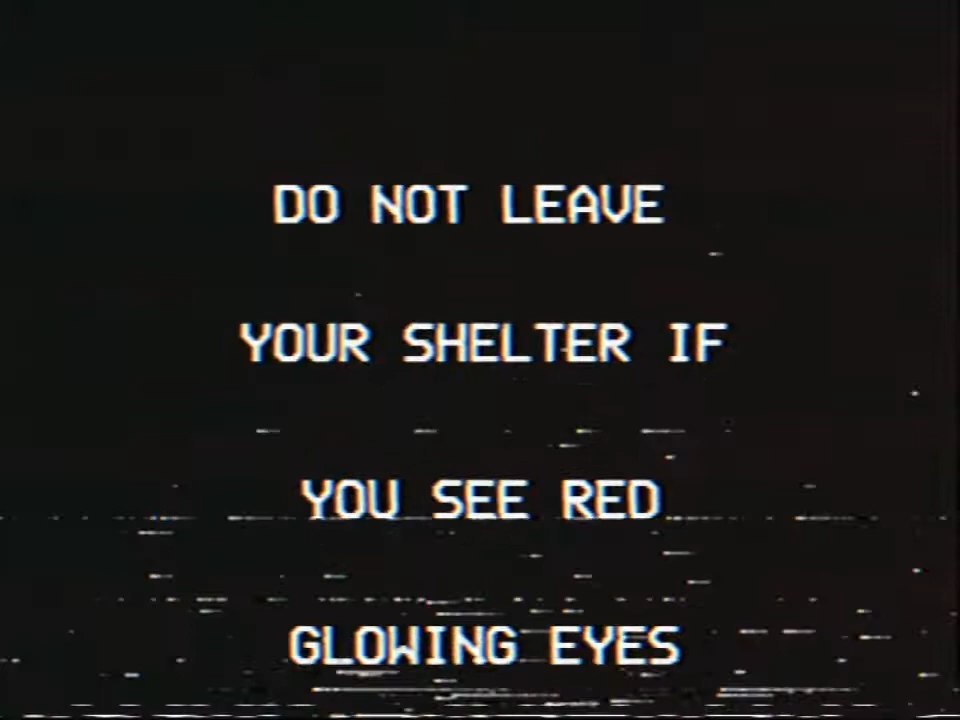 DO NOT LEAVE
YOUR SHELTER IF
YOU SEE RED
GLOWING EYES